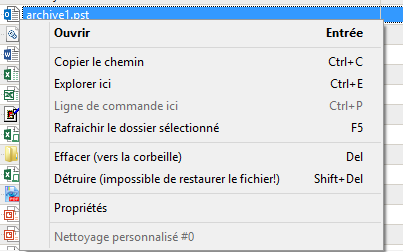 archive1.pst
Ouvrir Entrée
Copier le chemin Ctrl+C
Explorer ici Ctrl+E
Ligne de commande ici Ctrl+P
Rafraichir le dossier sélectionné F5
Effacer (vers la corbeille) Del
Détruire (impossible de restaurer le fichier!) Shift+Del
Propriétés
Nettoyage personnalisé #0